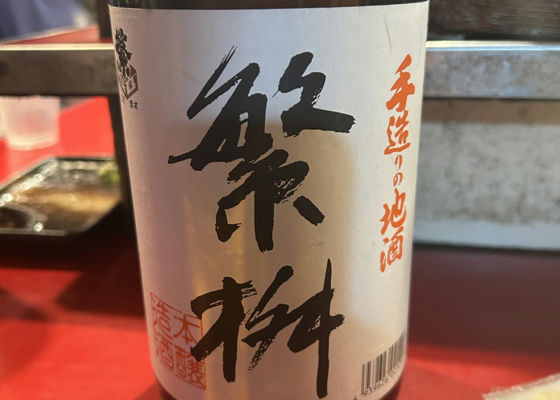 手造りの地酒
繁桝
本醸
造酒